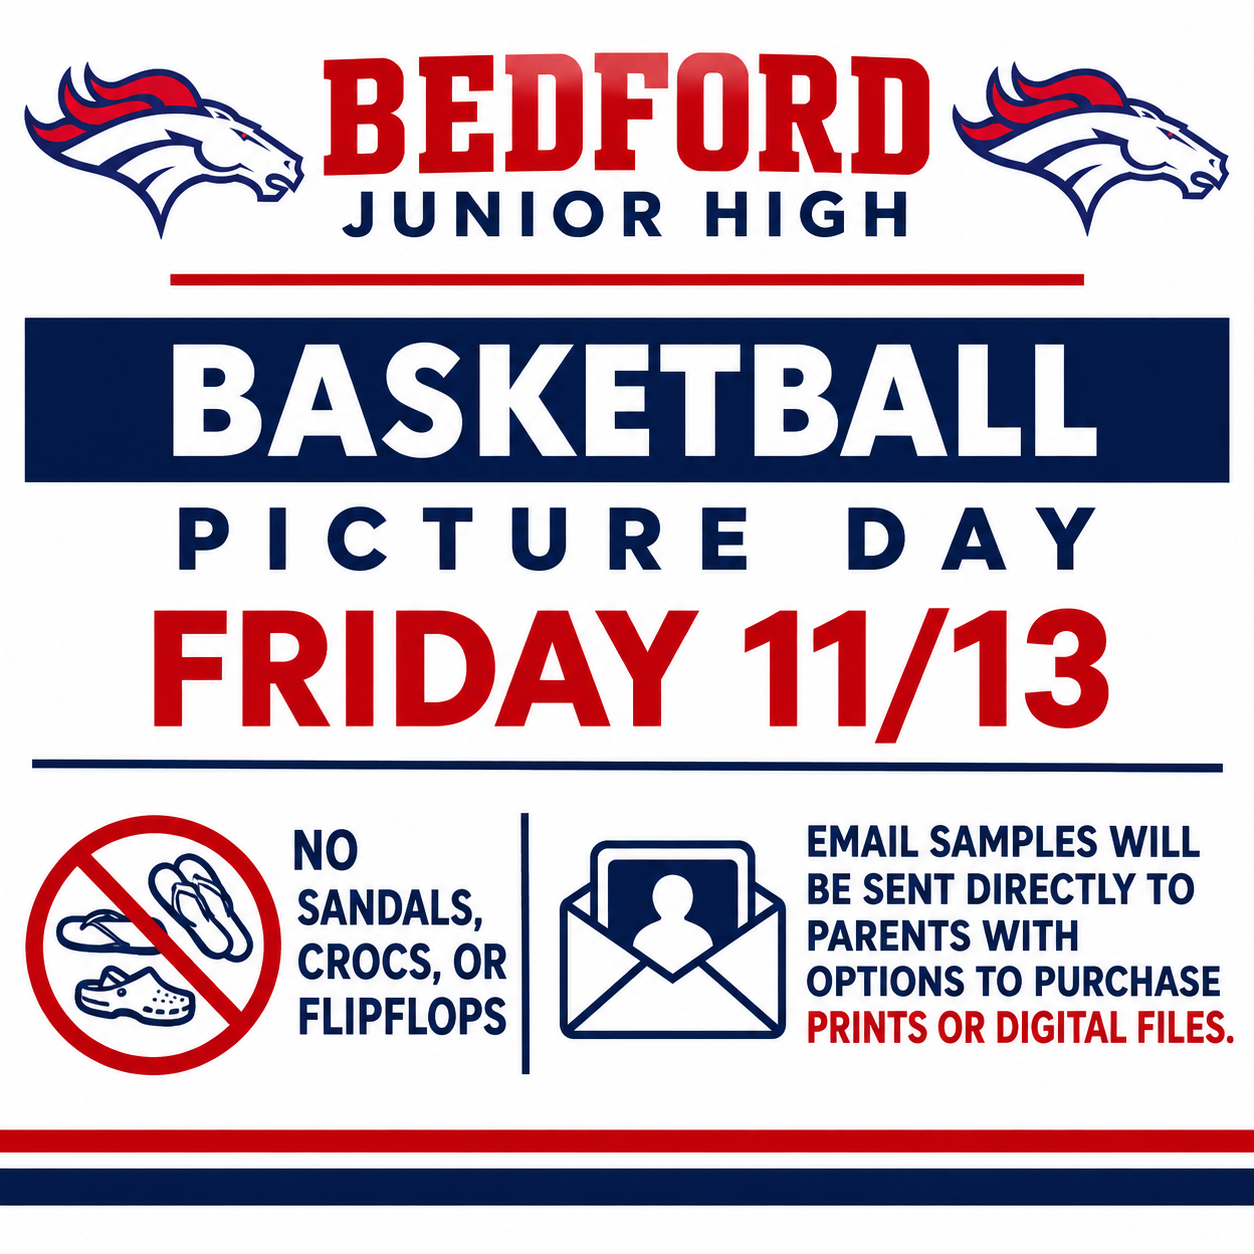 BEDFORD
JUNIOR HIGH
BASKETBALL
PICTURE DAY
FRIDAY 11/13
NO
SANDALS,
CROCS, OR
FLIPFLOPS
EMAIL SAMPLES WILL
BE SENT DIRECTLY TO
PARENTS WITH
OPTIONS TO PURCHASE
PRINTS OR DIGITAL FILES.